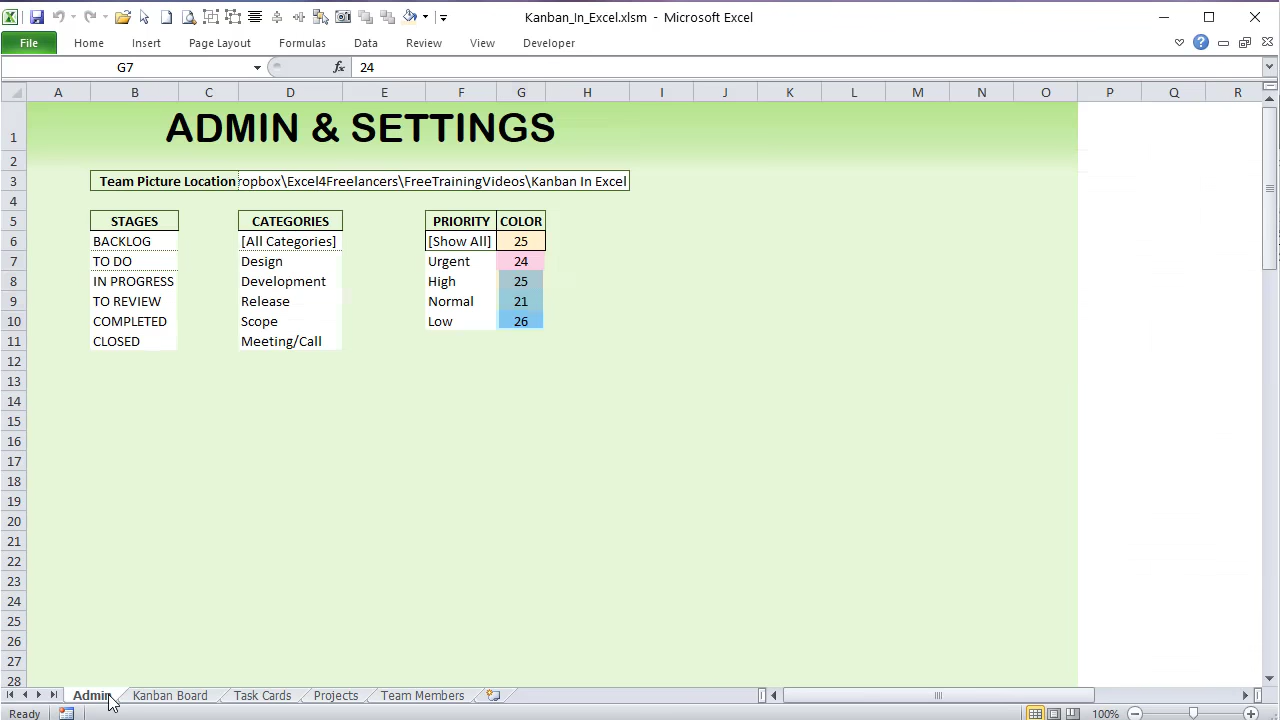 Kanban_In_Excel.xlsm - Microsoft Excel
File Home Insert Page Layout Formulas Data Review View Developer
G7 fx 24
A B C D E F G H I J K L M N O P Q R
1 ADMIN & SETTINGS
2
3 Team Picture Location ropbox\Excel4Freelancers\FreeTrainingVideos\Kanban In Excel
4
5 STAGES CATEGORIES PRIORITY COLOR
6 BACKLOG [All Categories] [Show All] 25
7 TO DO Design Urgent 24
8 IN PROGRESS Development High 25
9 TO REVIEW Release Normal 21
10 COMPLETED Scope Low 26
11 CLOSED Meeting/Call
12
13
14
15
16
17
18
19
20
21
22
23
24
25
26
27
28
Admin Kanban Board Task Cards Projects Team Members
Ready 100%